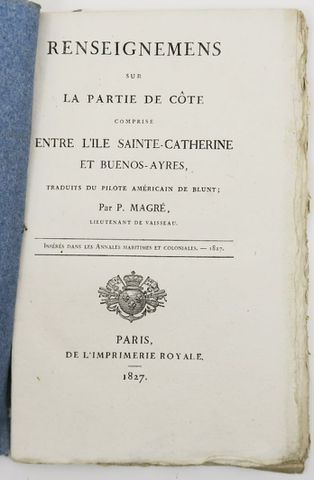 RENSEIGNEMENS
SUR
LA PARTIE DE CÔTE
COMPRISE
ENTRE L'ILE SAINTE-CATHERINE
ET BUENOS-AYRES,
TRADUITS DU PILOTE AMÉRICAIN DE BLUNT;
Par P. MAGRÉ,
LIEUTENANT DE VAISSEAU.
INSÉRÉS DANS LES ANNALES MARITIMES ET COLONIALES. — 1827.
PARIS,
DE L'IMPRIMERIE ROYALE.
1827.